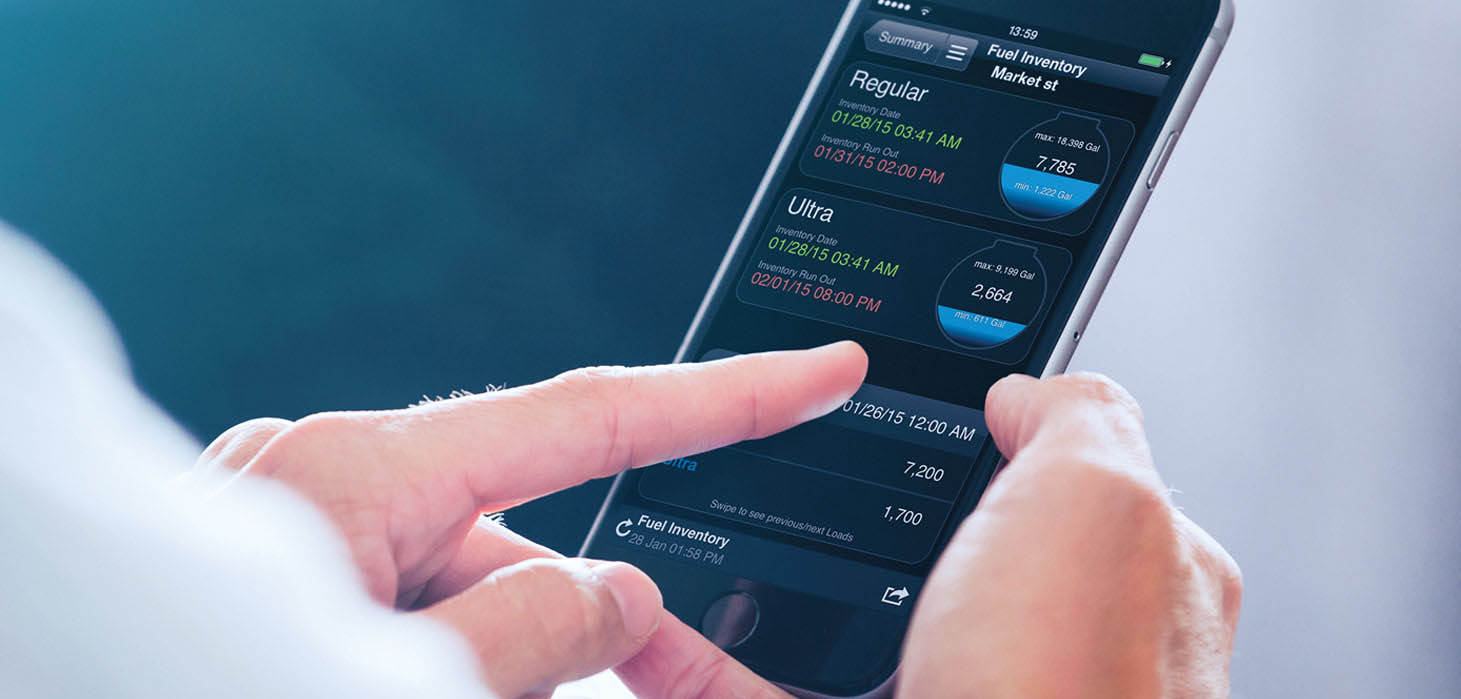 13:59
Summary
Fuel Inventory
Market st
Regular
Inventory Date
01/28/15 03:41 AM
Inventory Run Out
01/31/15 02:00 PM
max: 18,398 Gal
7,785
min: 1,222 Gal
Ultra
Inventory Date
01/28/15 03:41 AM
Inventory Run Out
02/01/15 08:00 PM
max: 9,199 Gal
2,664
min: 611 Gal
01/26/15 12:00 AM
7,200
Ultra
1,700
Swipe to see previous/next Loads
Fuel Inventory
28 Jan 01:58 PM